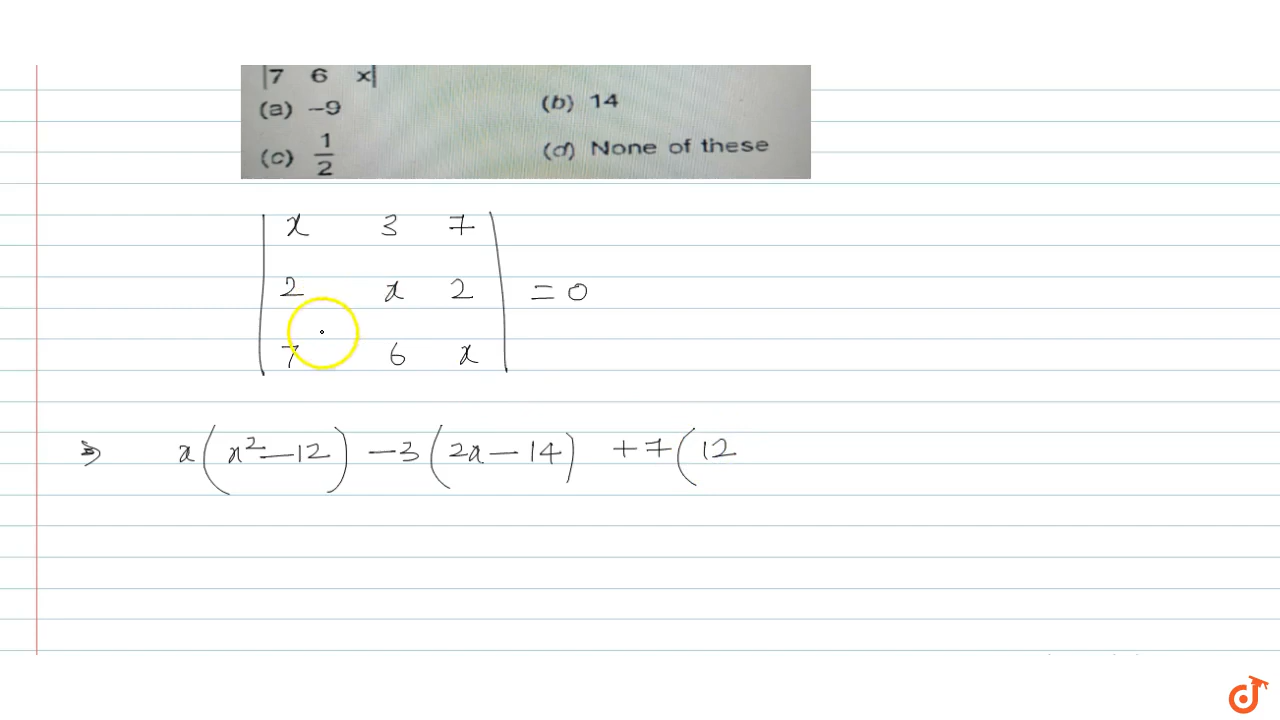 |7 6 x|
(a) –9
(b) 14
(c) 1/2
(d) None of these
x 3 7
2 x 2 = 0
7 6 x
⇒ x(x² – 12) – 3(2x – 14) + 7(12